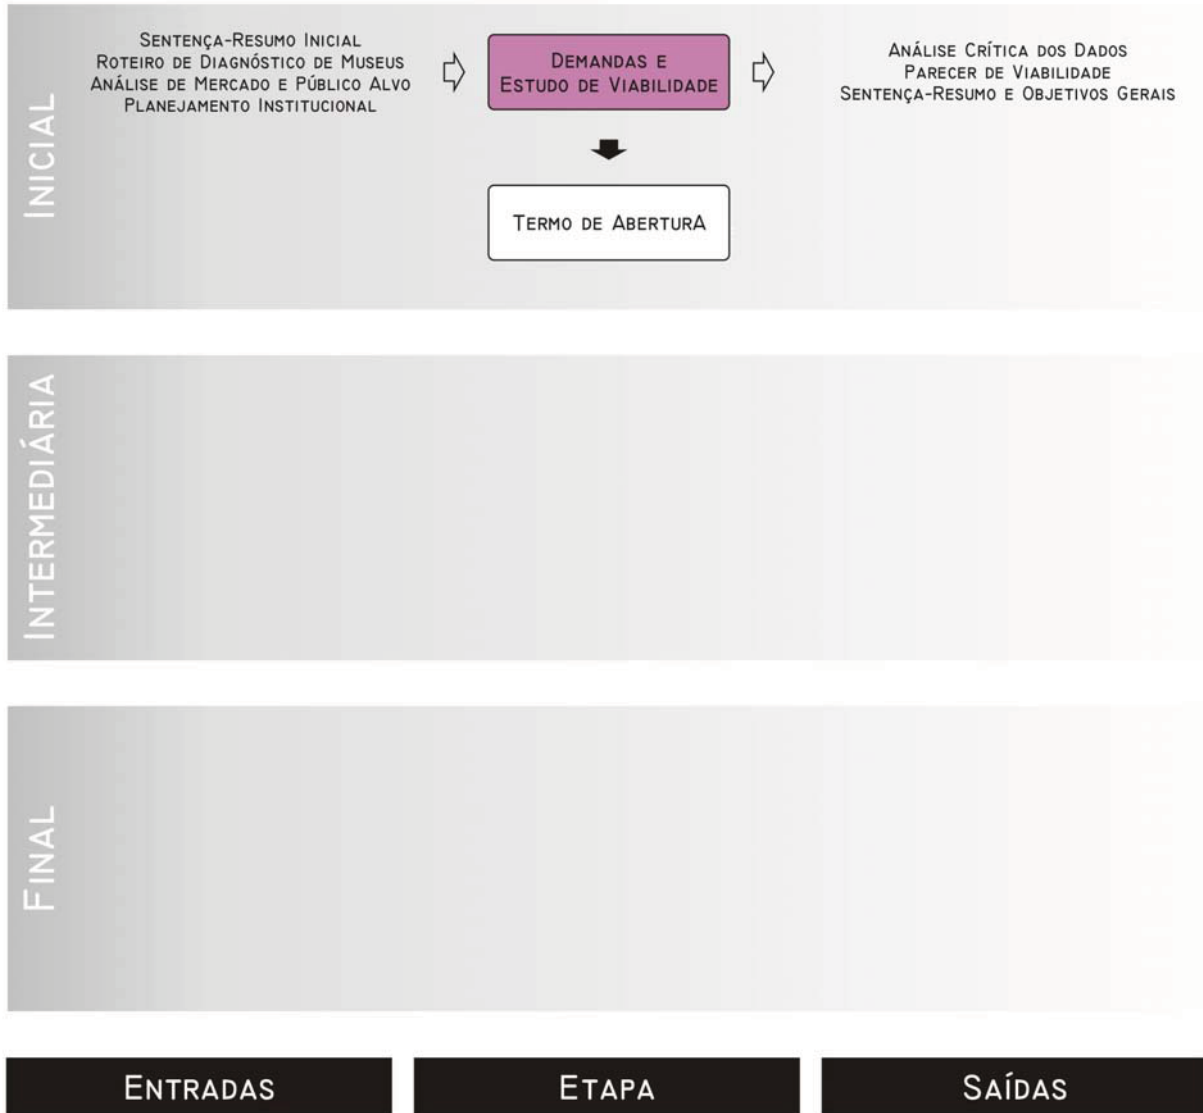 INICIAL
SENTENÇA-RESUMO INICIAL
ROTEIRO DE DIAGNÓSTICO DE MUSEUS
ANÁLISE DE MERCADO E PÚBLICO ALVO
PLANEJAMENTO INSTITUCIONAL
DEMANDAS E
ESTUDO DE VIABILIDADE
ANÁLISE CRÍTICA DOS DADOS
PARECER DE VIABILIDADE
SENTENÇA-RESUMO E OBJETIVOS GERAIS
TERMO DE ABERTURA
INTERMEDIÁRIA
FINAL
ENTRADAS
ETAPA
SAÍDAS